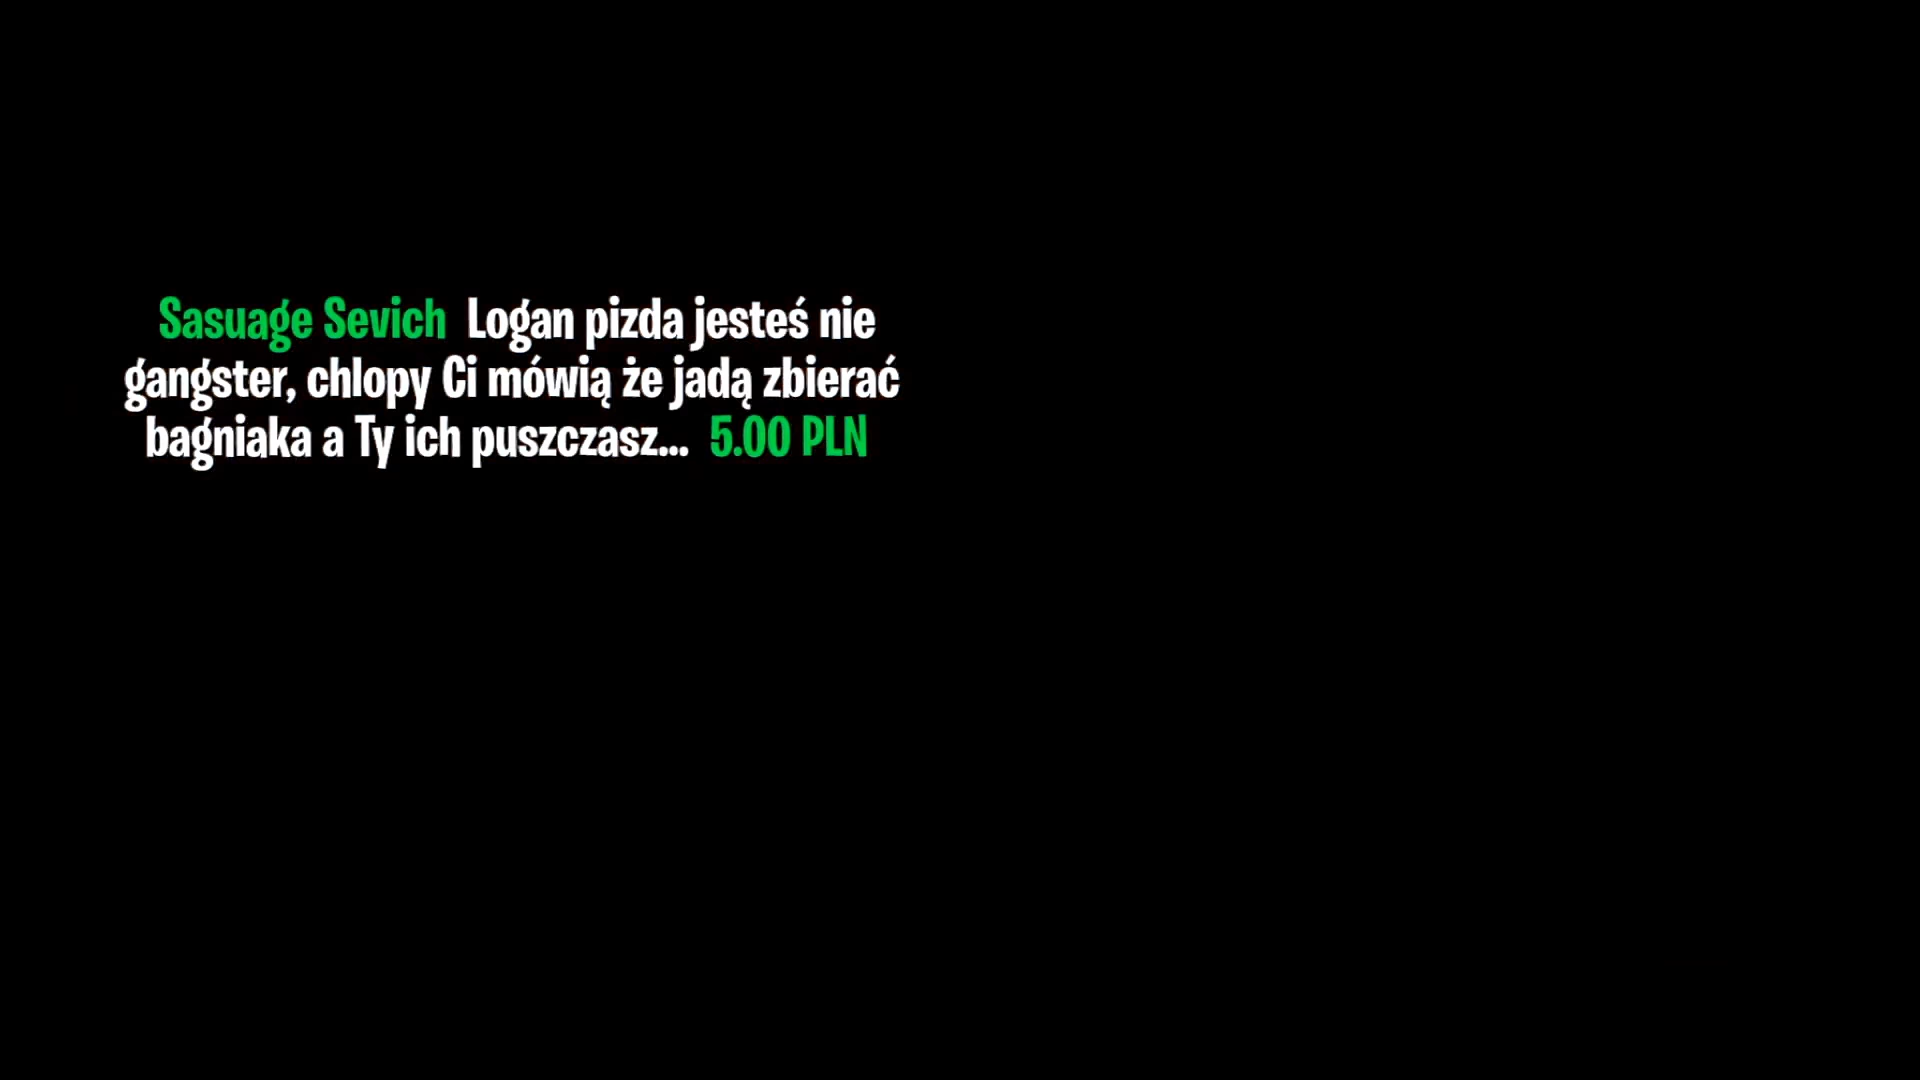 Sasuage Sevich Logan pizda jesteś nie
gangster, chlopy Ci mówią że jadą zbierać
bagniaka a Ty ich puszczasz... 5.00 PLN